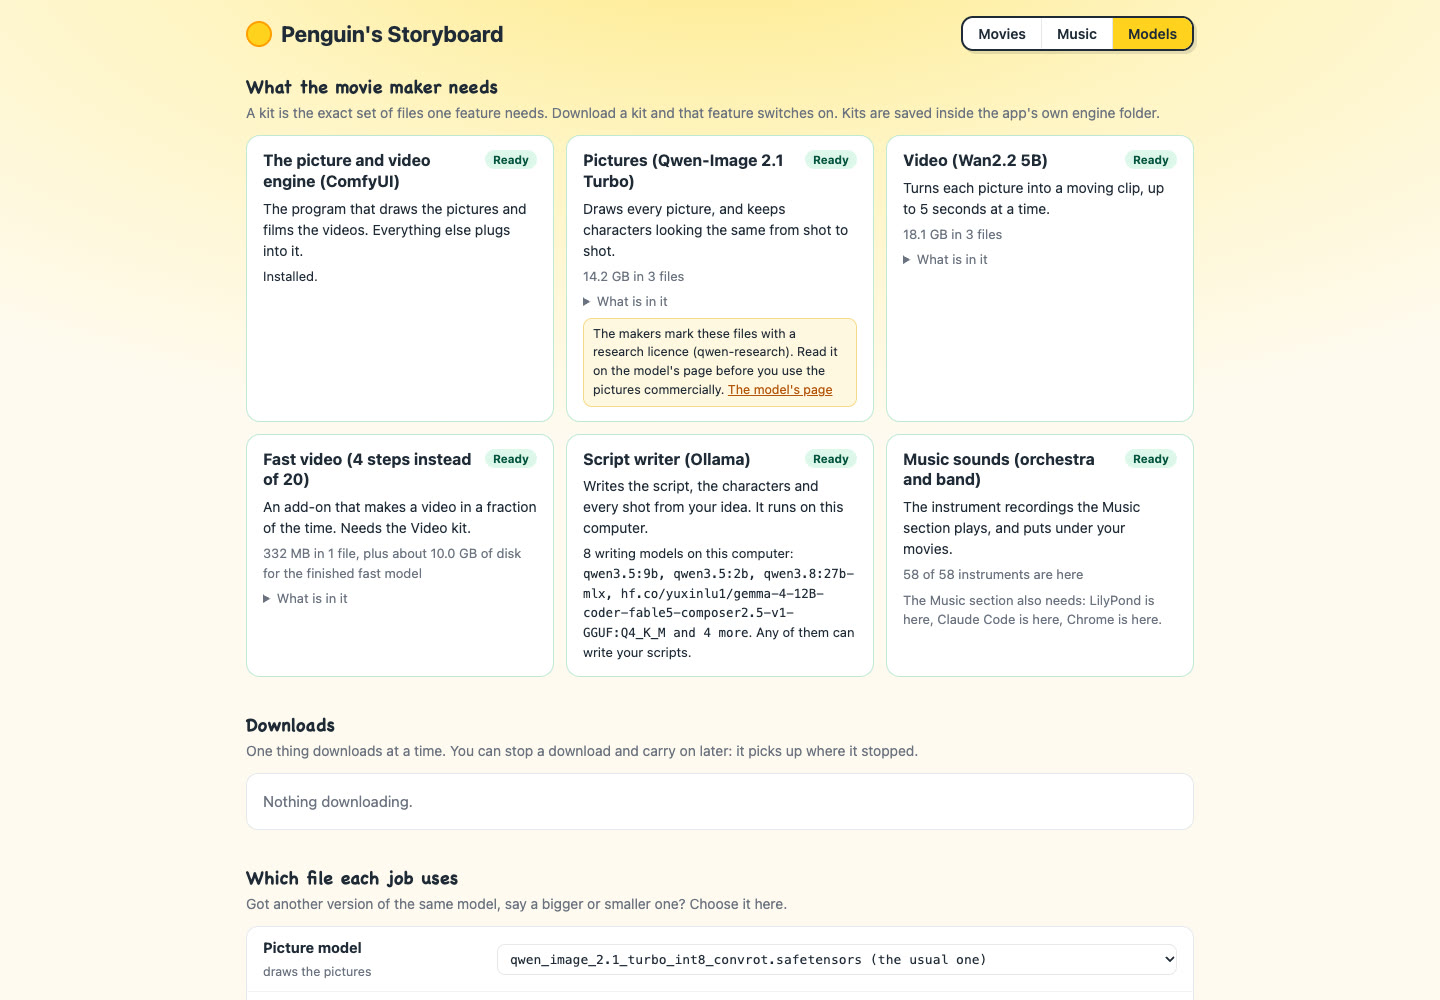 Penguin's Storyboard
Movies
Music
Models
What the movie maker needs
A kit is the exact set of files one feature needs. Download a kit and that feature switches on. Kits are saved inside the app's own engine folder.
The picture and video
engine (ComfyUI)
Ready
The program that draws the pictures and
films the videos. Everything else plugs
into it.
Installed.
Pictures (Qwen-Image 2.1
Turbo)
Ready
Draws every picture, and keeps
characters looking the same from shot to
shot.
14.2 GB in 3 files
What is in it
The makers mark these files with a
research licence (qwen-research). Read it
on the model's page before you use the
pictures commercially. The model's page
Video (Wan2.2 5B)
Ready
Turns each picture into a moving clip, up
to 5 seconds at a time.
18.1 GB in 3 files
What is in it
Fast video (4 steps instead
of 20)
Ready
An add-on that makes a video in a fraction
of the time. Needs the Video kit.
332 MB in 1 file, plus about 10.0 GB of disk
for the finished fast model
What is in it
Script writer (Ollama)
Ready
Writes the script, the characters and
every shot from your idea. It runs on this
computer.
8 writing models on this computer:
qwen3.5:9b, qwen3.5:2b, qwen3.8:27b-
mlx, hf.co/yuxinlu1/gemma-4-12B-
coder-fable5-composer2.5-v1-
GGUF:Q4_K_M and 4 more. Any of them can
write your scripts.
Music sounds (orchestra
and band)
Ready
The instrument recordings the Music
section plays, and puts under your
movies.
58 of 58 instruments are here
The Music section also needs: LilyPond is
here, Claude Code is here, Chrome is here.
Downloads
One thing downloads at a time. You can stop a download and carry on later: it picks up where it stopped.
Nothing downloading.
Which file each job uses
Got another version of the same model, say a bigger or smaller one? Choose it here.
Picture model
draws the pictures
qwen_image_2.1_turbo_int8_convrot.safetensors (the usual one)